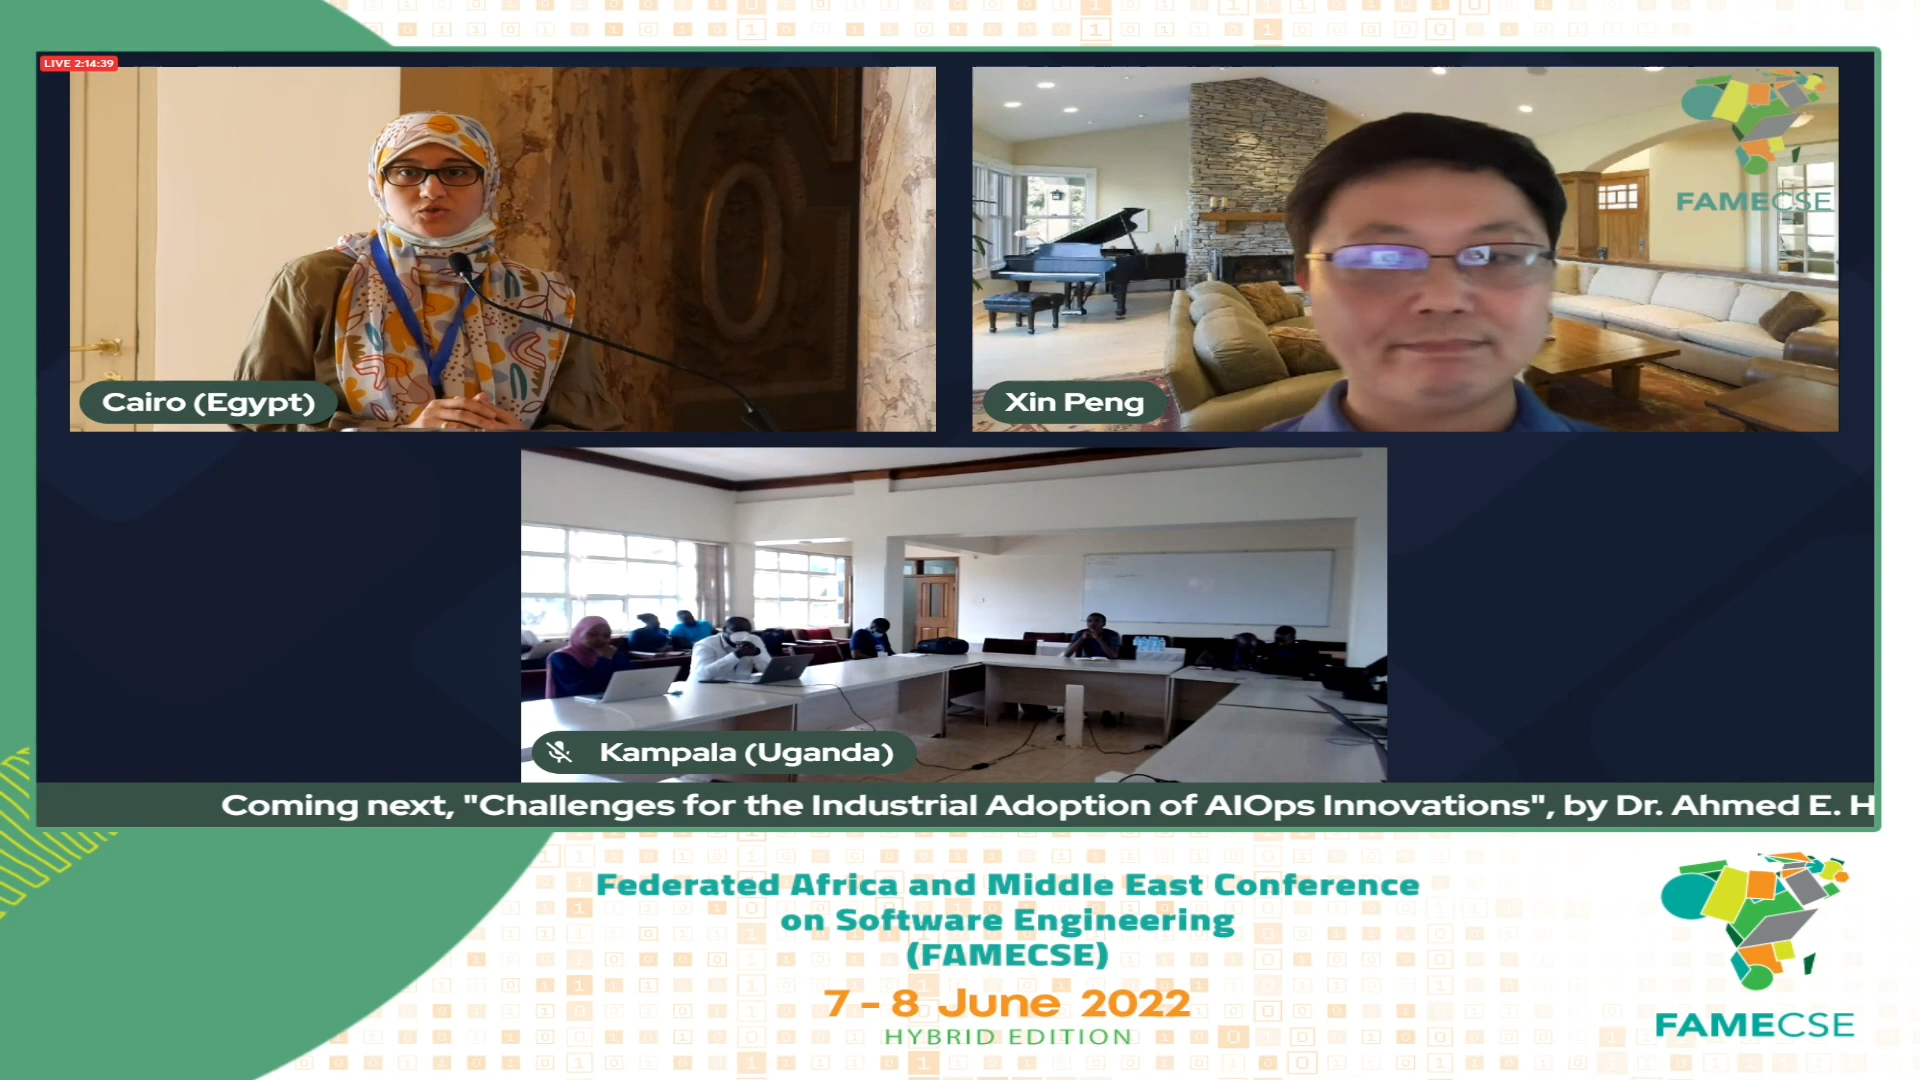 LIVE 2:14:39
FAMECSE
Cairo (Egypt)
Xin Peng
Kampala (Uganda)
Coming next, "Challenges for the Industrial Adoption of AIOps Innovations", by Dr. Ahmed E. H
Federated Africa and Middle East Conference
on Software Engineering
(FAMECSE)
7 - 8 June 2022
HYBRID EDITION
FAMECSE